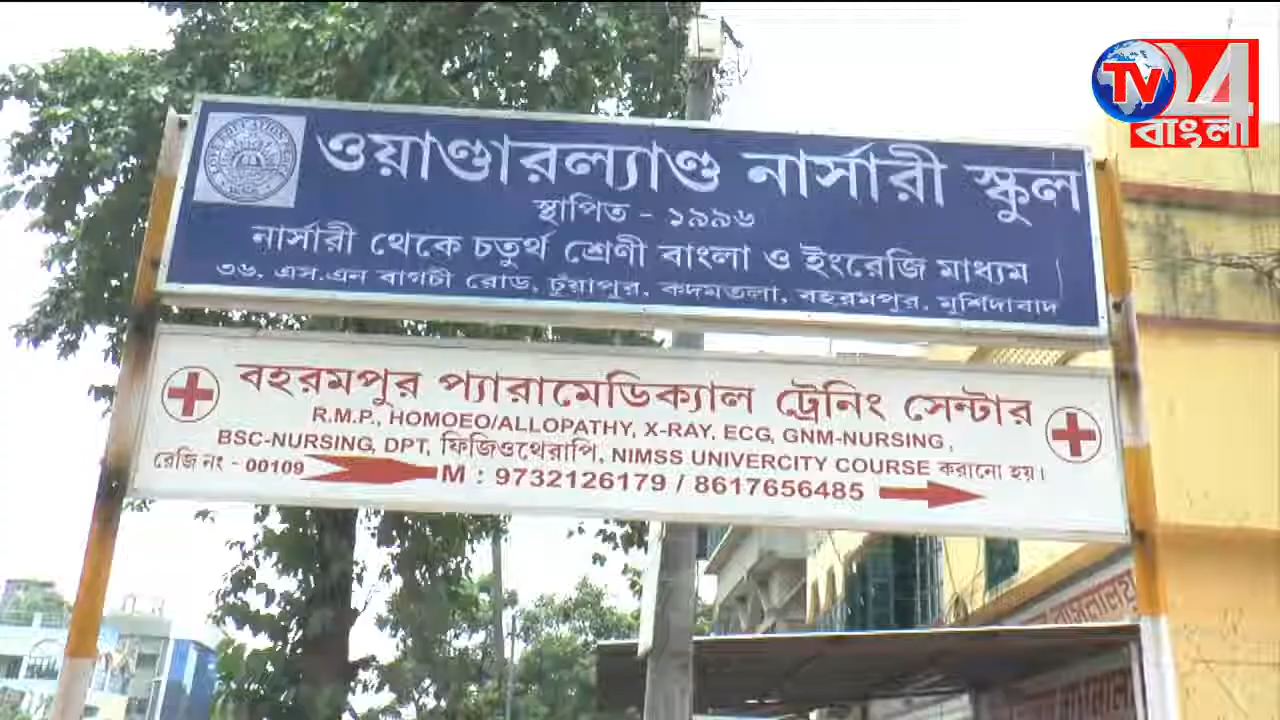 TV 04
বাংলা
ওয়াণ্ডারল্যাণ্ড নার্সারী স্কুল
স্থাপিত - ১৯৯৬
নার্সারী থেকে চতুর্থ শ্রেণী বাংলা ও ইংরেজি মাধ্যম
৩৬, এস.এন বাগচী রোড, চুঁয়াপুর, কদমতলা, বহরমপুর, মুর্শিদাবাদ
বহরমপুর প্যারামেডিক্যাল ট্রেনিং সেন্টার
R.M.P., HOMOEO/ALLOPATHY, X-RAY, ECG, GNM-NURSING,
BSC-NURSING, DPT, ফিজিওথেরাপি, NIMSS UNIVERCITY COURSE করানো হয়।
রেজি নং - 00109 M : 9732126179 / 8617656485